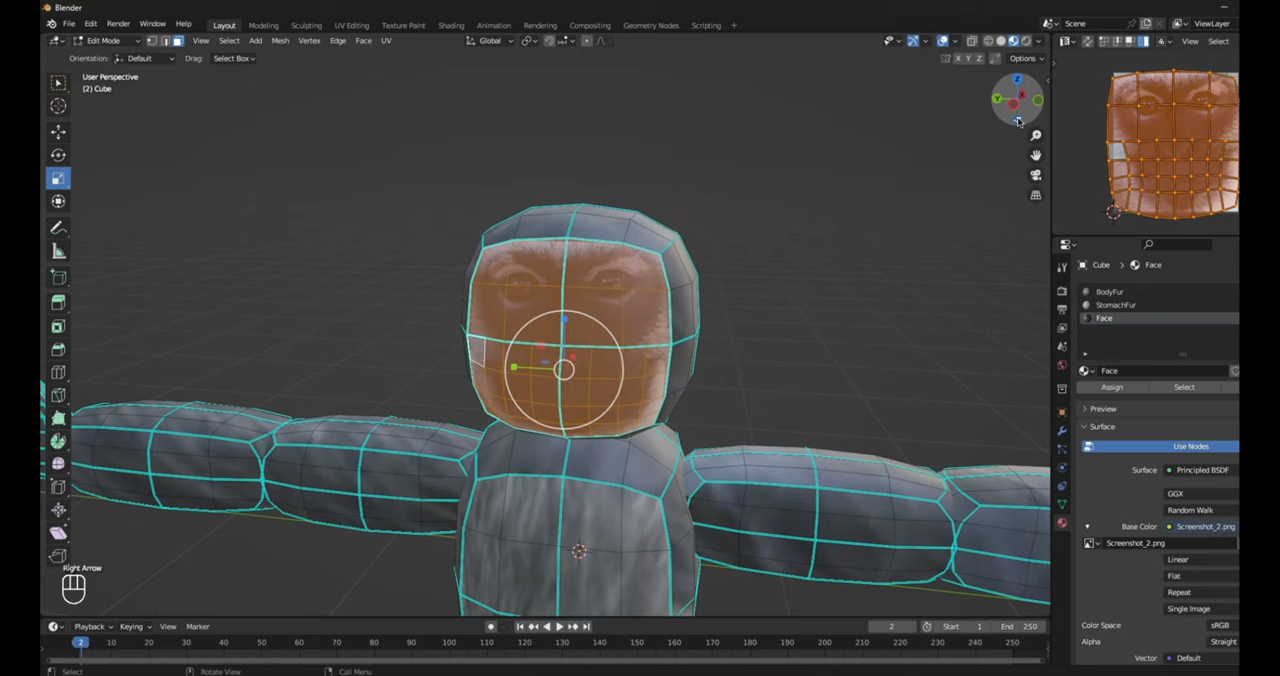 Blender
File Edit Render Window Help Layout Modeling Sculpting UV Editing Texture Paint Shading Animation Rendering Compositing Geometry Nodes Scripting + Scene ViewLayer
Edit Mode View Select Add Mesh Vertex Edge Face UV Global View Select
Orientation: Default Drag: Select Box X Y Z Options
User Perspective
(2) Cube
Z
X
Y
Cube Face
BodyFur
StomachFur
Face
Face
Assign Select
Preview
Surface
Use Nodes
Surface Principled BSDF
GGX
Random Walk
Base Color Screenshot_2.png
Screenshot_2.png
Linear
Flat
Repeat
Single Image
Color Space sRGB
Alpha Straight
Vector Default
Right Arrow
Playback Keying View Marker 2 Start 1 End 250
2 10 20 30 40 50 60 70 80 90 100 110 120 130 140 150 160 170 180 190 200 210 220 230 240 250
Select Rotate View Call Menu